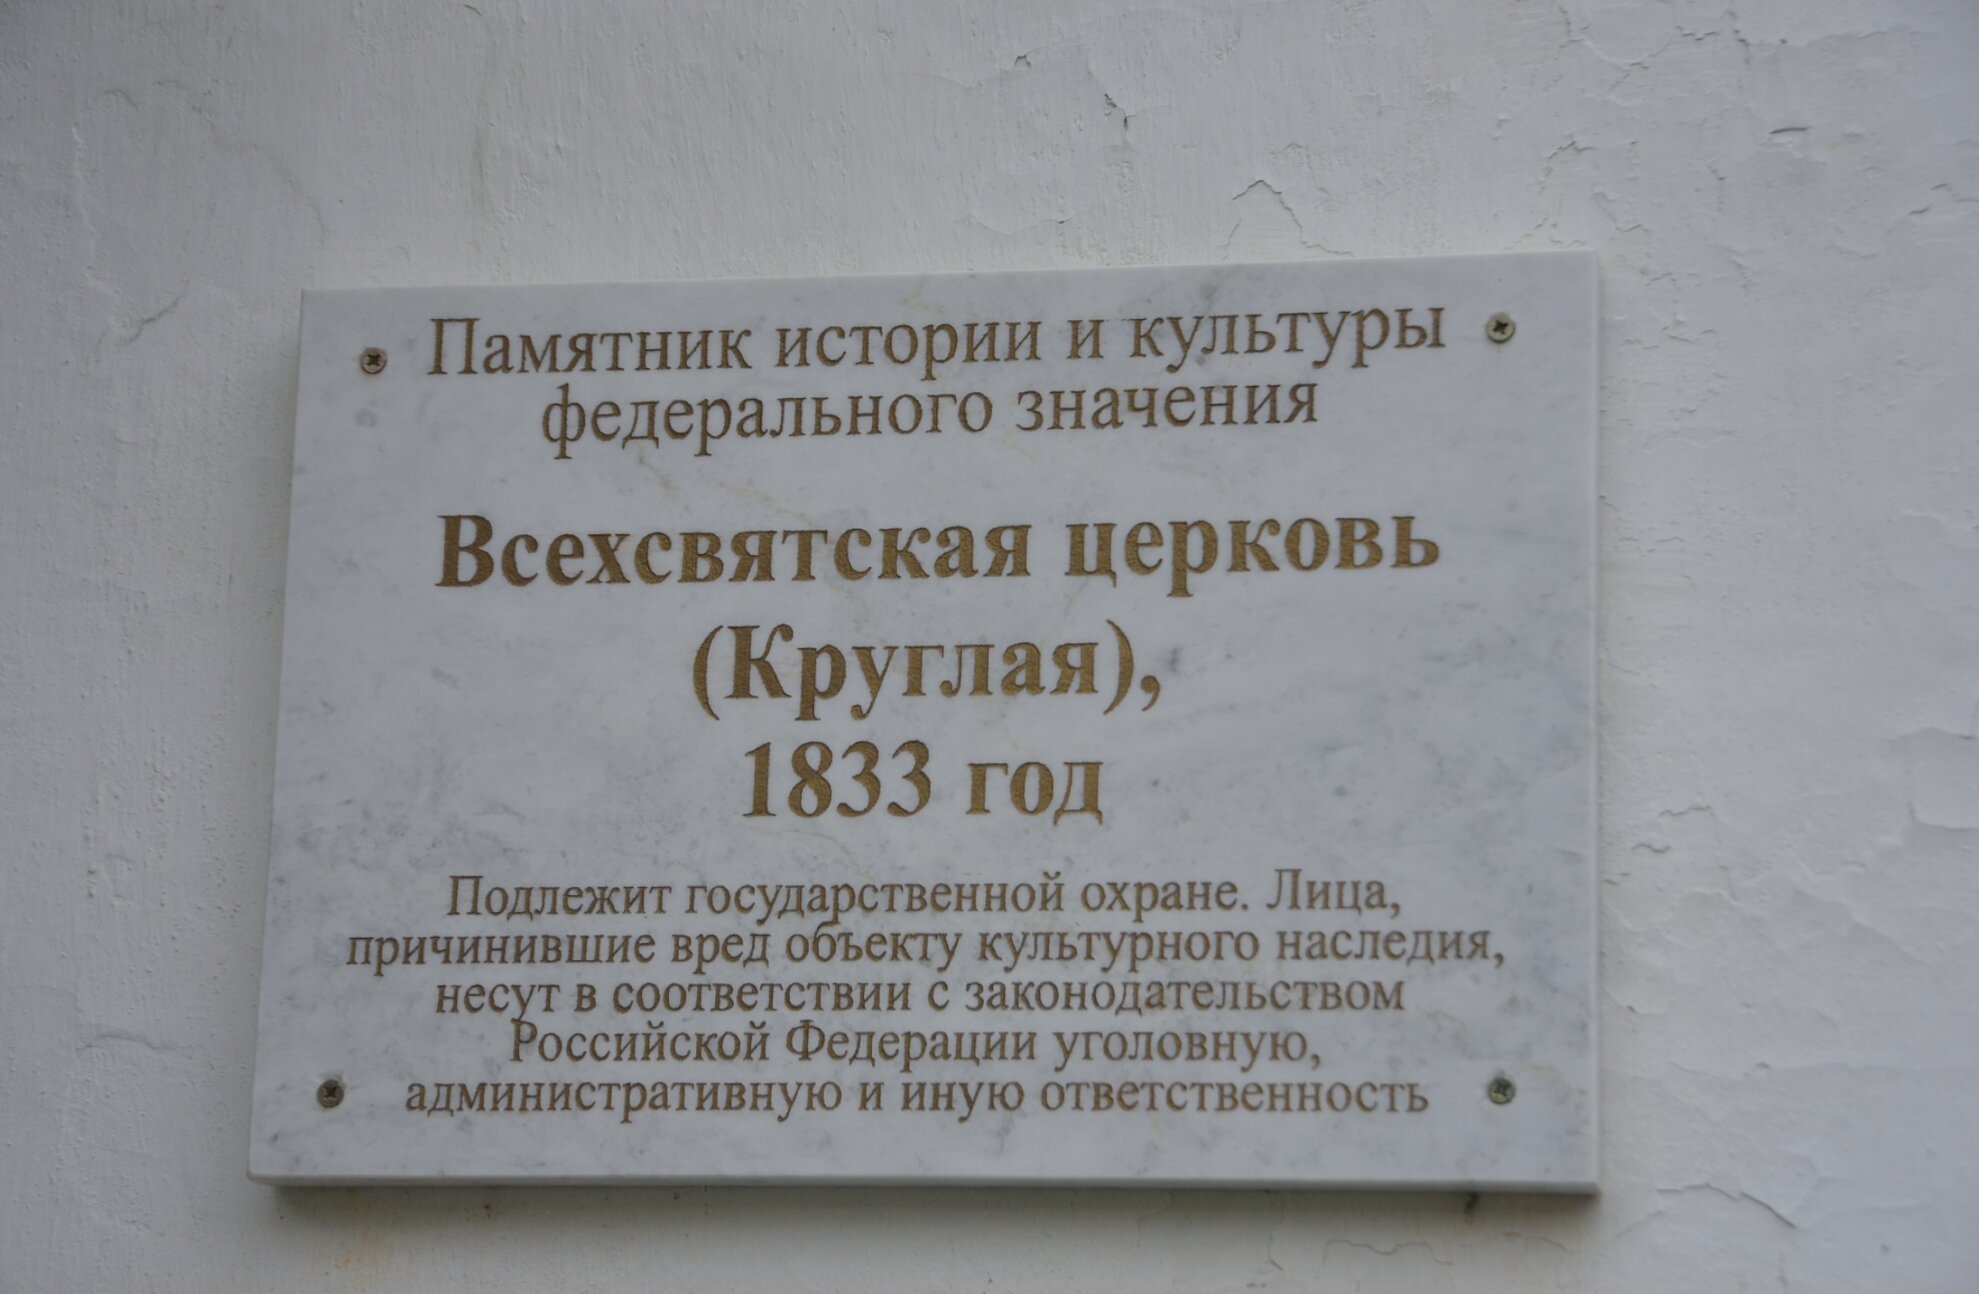 Памятник истории и культуры
федерального значения
Всехсвятская церковь
(Круглая),
1833 год
Подлежит государственной охране. Лица,
причинившие вред объекту культурного наследия,
несут в соответствии с законодательством
Российской Федерации уголовную,
административную и иную ответственность